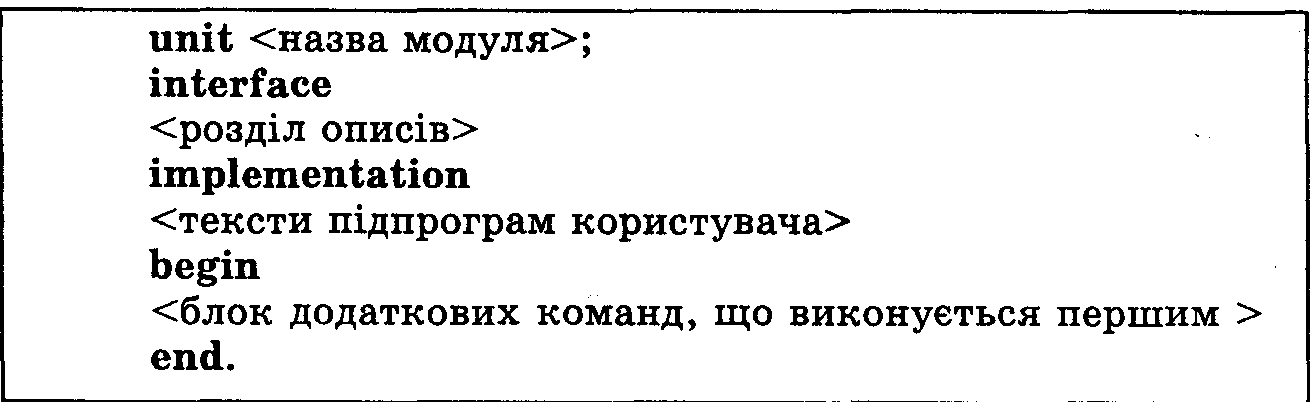 unit <назва модуля>;
interface
<розділ описів>
implementation
<тексти підпрограм користувача>
begin
<блок додаткових команд, що виконується першим >
end.